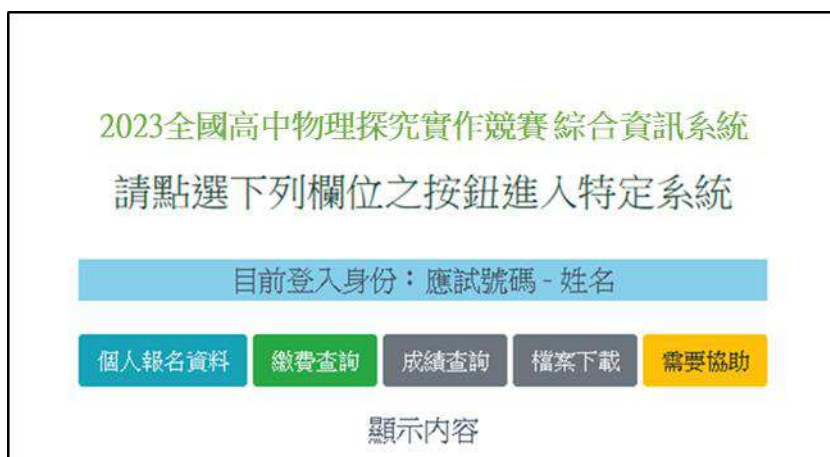 2023全國高中物理探究實作競賽 綜合資訊系統
請點選下列欄位之按鈕進入特定系統
目前登入身份：應試號碼 - 姓名
個人報名資料 繳費查詢 成績查詢 檔案下載 需要協助
顯示內容